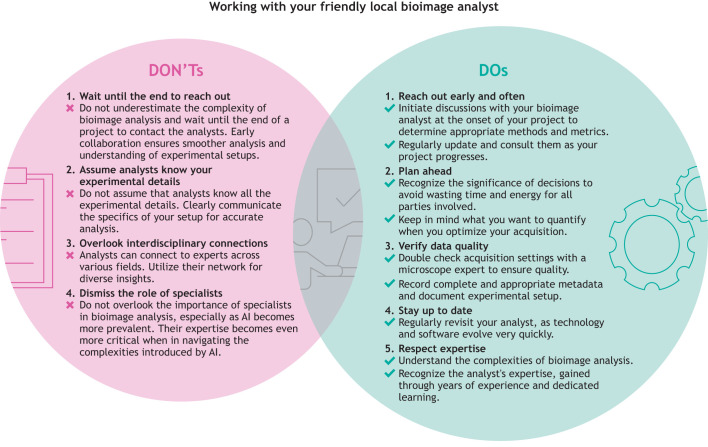 Working with your friendly local bioimage analyst
DON'Ts
1. Wait until the end to reach out
✖ Do not underestimate the complexity of
bioimage analysis and wait until the end of a
project to contact the analysts. Early
collaboration ensures smoother analysis and
understanding of experimental setups.
2. Assume analysts know your
experimental details
✖ Do not assume that analysts know all the
experimental details. Clearly communicate
the specifics of your setup for accurate
analysis.
3. Overlook interdisciplinary connections
✖ Analysts can connect to experts across
various fields. Utilize their network for
diverse insights.
4. Dismiss the role of specialists
✖ Do not overlook the importance of specialists
in bioimage analysis, especially as AI becomes
more prevalent. Their expertise becomes even
more critical when in navigating the
complexities introduced by AI.
DOs
1. Reach out early and often
✔ Initiate discussions with your bioimage
analyst at the onset of your project to
determine appropriate methods and metrics.
✔ Regularly update and consult them as your
project progresses.
2. Plan ahead
✔ Recognize the significance of decisions to
avoid wasting time and energy for all
parties involved.
✔ Keep in mind what you want to quantify
when you optimize your acquisition.
3. Verify data quality
✔ Double check acquisition settings with a
microscope expert to ensure quality.
✔ Record complete and appropriate metadata
and document experimental setup.
4. Stay up to date
✔ Regularly revisit your analyst, as technology
and software evolve very quickly.
5. Respect expertise
✔ Understand the complexities of bioimage analysis.
✔ Recognize the analyst's expertise, gained
through years of experience and dedicated
learning.